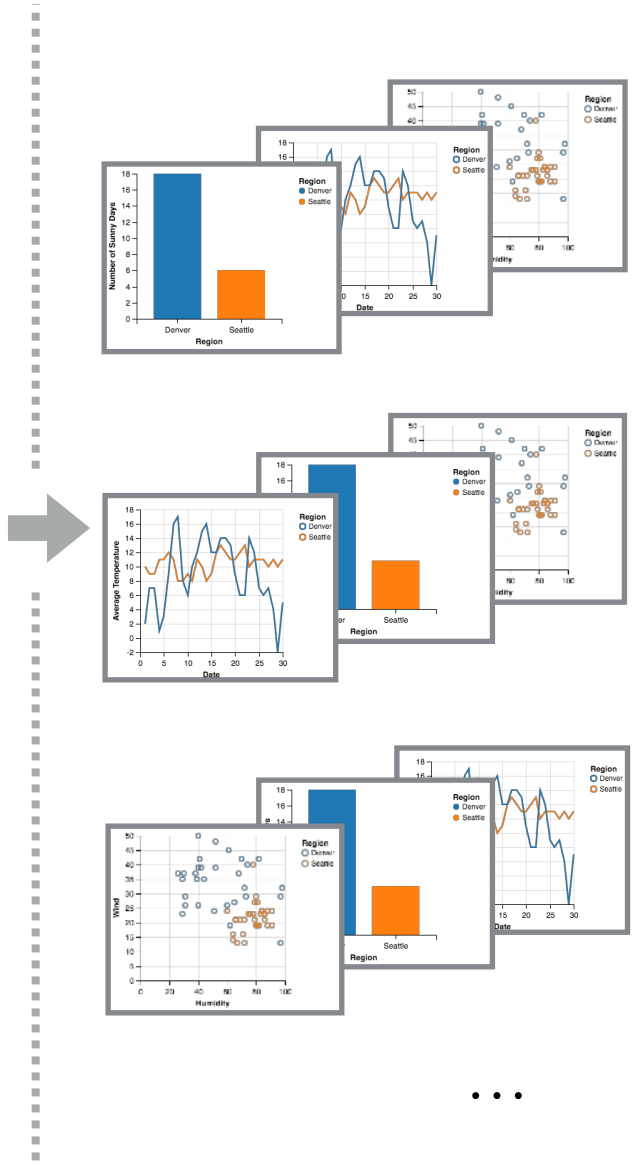 50
45
40
Region
Denver
Seattle
60 80 100
18
16
Region
Denver
Seattle
15 20 25 30
Date
18
16
14
12
10
8
6
4
2
0
Number of Sunny Days
Region
Denver
Seattle
Denver Seattle
Region
50
45
40
Region
Denver
Seattle
60 80 100
18
16
Region
Denver
Seattle
Seattle
Region
18
16
14
12
10
8
6
4
2
0
-2
Average Temperature
Region
Denver
Seattle
0 5 10 15 20 25 30
Date
18
16
Region
Denver
Seattle
15 20 25 30
Date
18
16
14
Region
Denver
Seattle
Seattle
Region
50
45
40
35
30
25
20
15
10
5
0
Wind
Region
Denver
Seattle
0 20 40 60 80 100
Humidity
• • •